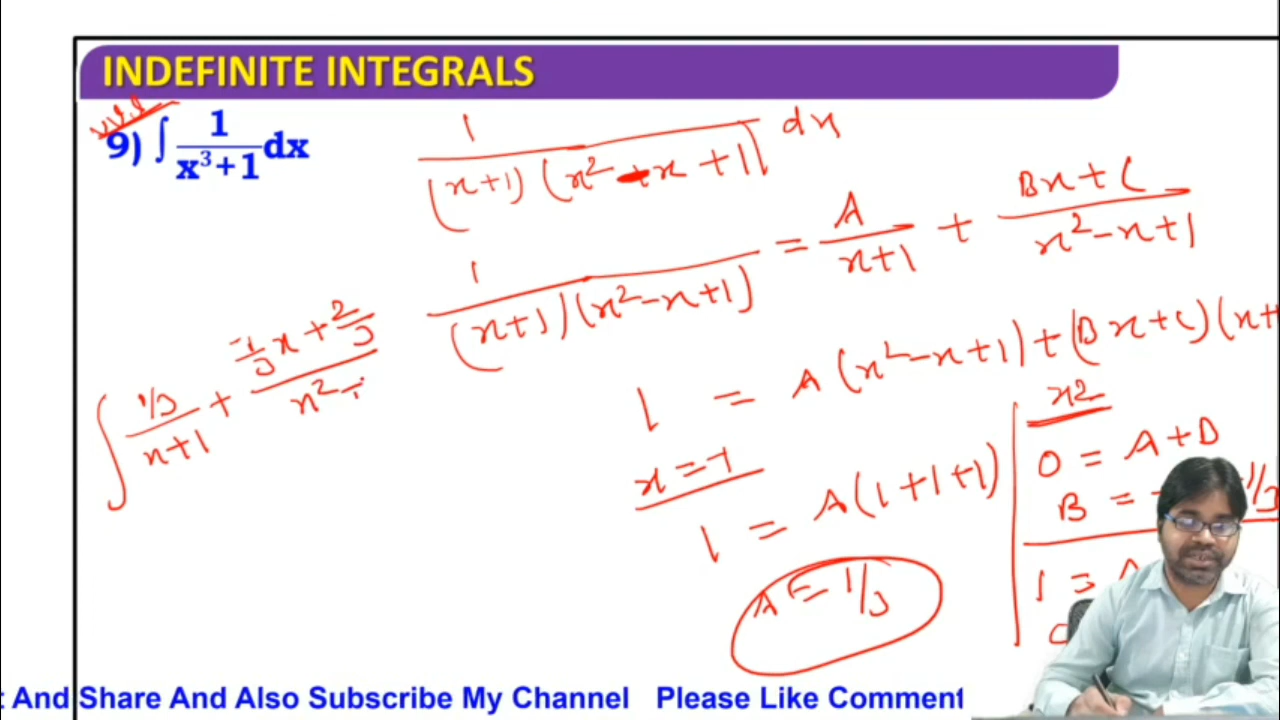 INDEFINITE INTEGRALS
9) ∫ 1/(x³+1) dx
1/((x+1)(x²-x+1)) dx
1/((x+1)(x²-x+1)) = A/(x+1) + (Bx+C)/(x²-x+1)
1 = A(x²-x+1)+(Bx+C)(x+
x=-1
1 = A(1+1+1)
A = 1/3
x2
0 = A+B
B = -1/3
1 =
∫ (1/3)/(x+1) + (-1/3 x + 2/3)/(x² -
And Share And Also Subscribe My Channel Please Like Comment